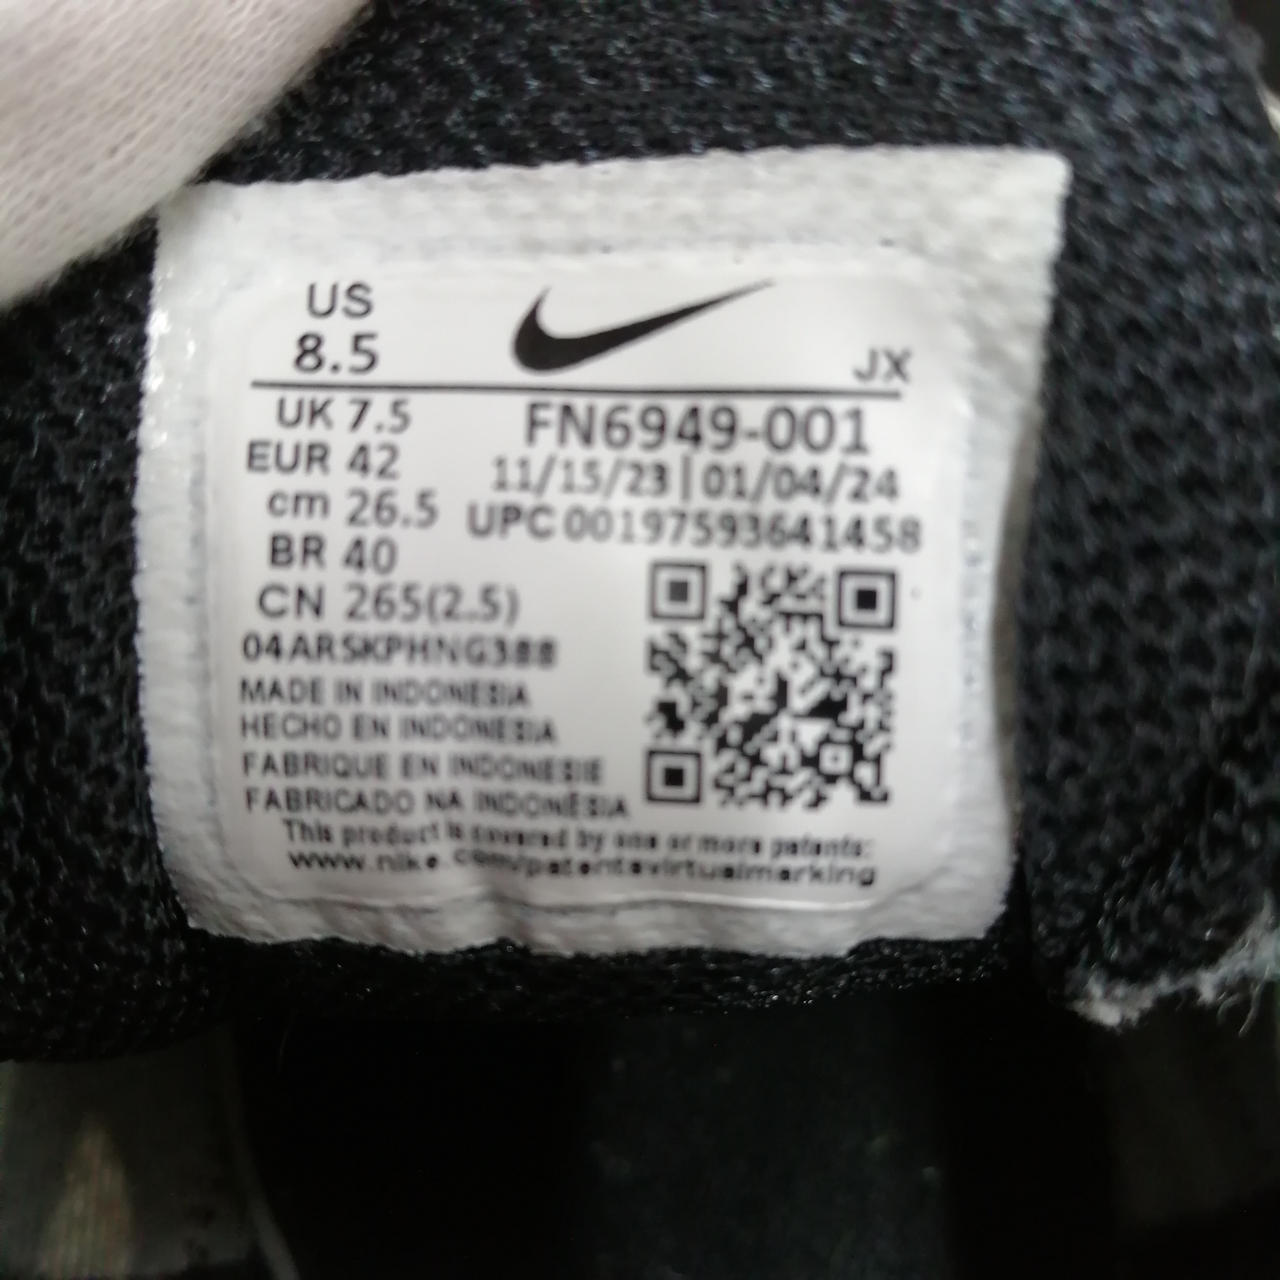 US
8.5
JX
UK 7.5
EUR 42
cm 26.5
BR 40
CN 265(2.5)
FN6949-001
11/15/23 | 01/04/24
UPC 00197593641458
04ARSKPHNG388
MADE IN INDONESIA
HECHO EN INDONESIA
FABRIQUE EN INDONESIE
FABRICADO NA INDONÉSIA
This product is covered by one or more patents:
www.nike.com/patentsvirtualmarking